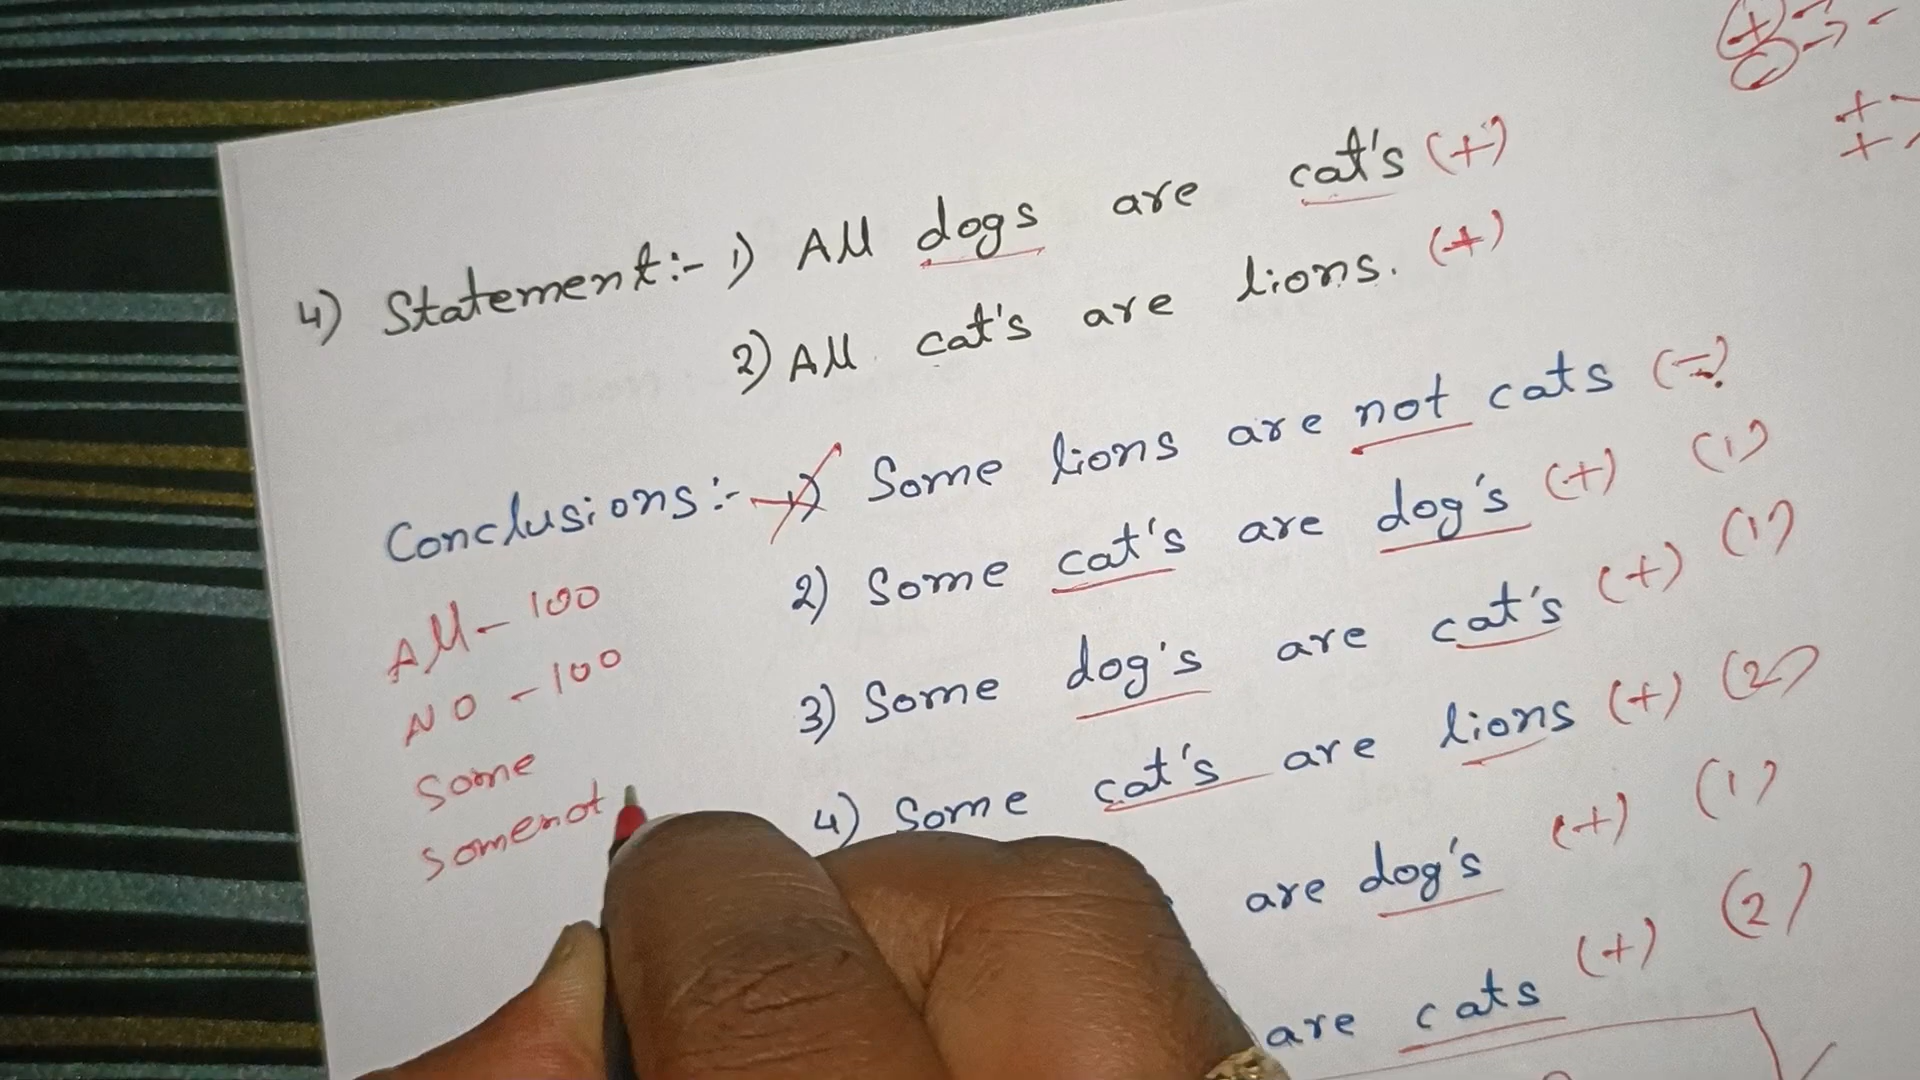 4) Statement:- 1) All dogs are cat's (+)
2) All cat's are lions. (+)
Conclusions:- 1) Some lions are not cats (-)
2) Some cat's are dog's (+) (1)
3) Some dog's are cat's (+) (1)
4) Some cat's are lions (+) (2)
are dog's (+) (1)
are cats (+) (2)
All - 100
NO - 100
Some
Somenot